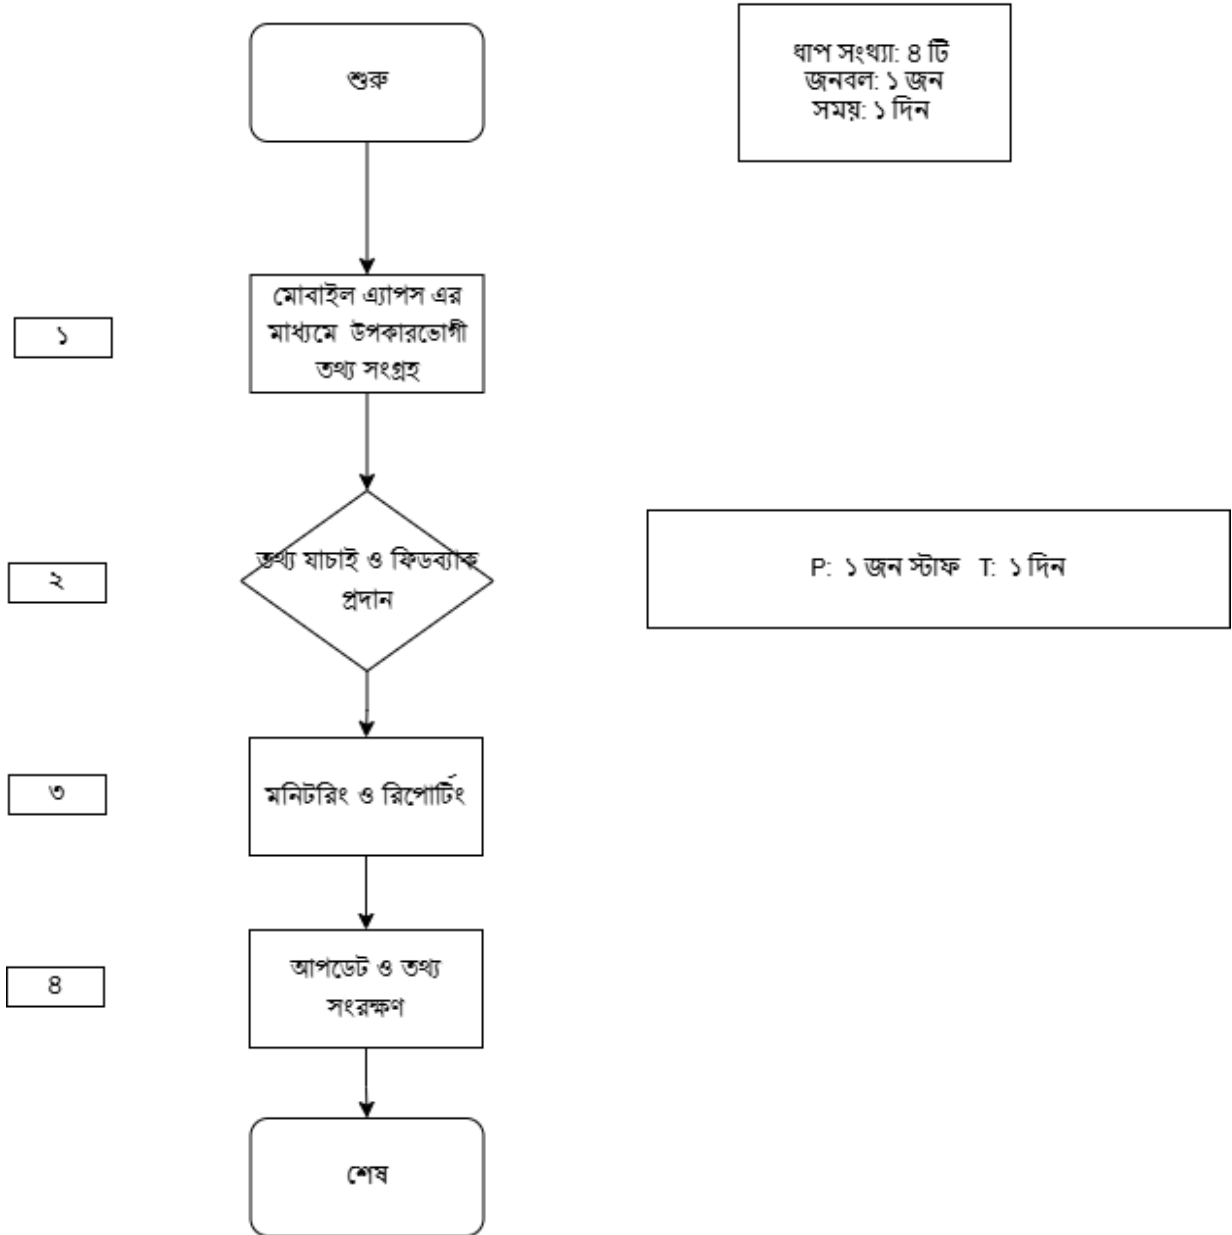 শুরু
ধাপ সংখ্যা: ৪ টি
জনবল: ১ জন
সময়: ১ দিন
১
মোবাইল এ্যাপস এর
মাধ্যমে উপকারভোগী
তথ্য সংগ্রহ
২
তথ্য যাচাই ও ফিডব্যাক
প্রদান
P: ১ জন স্টাফ T: ১ দিন
৩
মনিটরিং ও রিপোর্টিং
৪
আপডেট ও তথ্য
সংরক্ষণ
শেষ